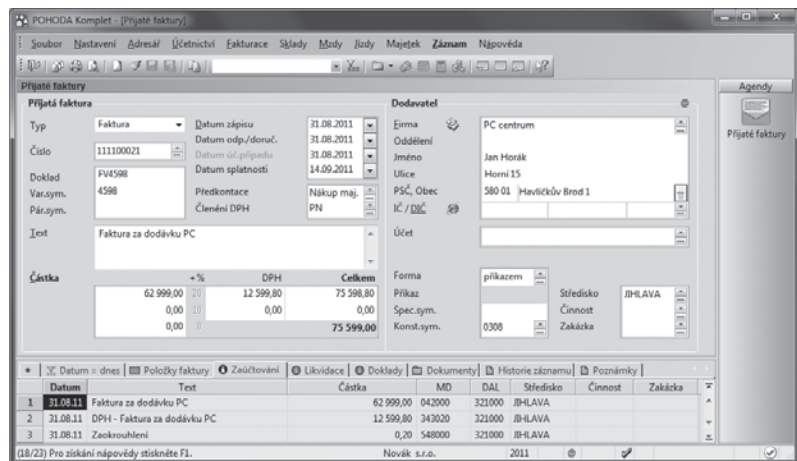 POHODA Komplet - [Přijaté faktury]
Soubor Nastavení Adresář Účetnictví Fakturace Sklady Mzdy Jízdy Majetek Záznam Nápověda
Přijaté faktury
Agendy
Přijaté faktury
Přijatá faktura
Typ Faktura
Číslo 111100021
Doklad FV4598
Var.sym. 4598
Pár.sym.
Datum zápisu 31.08.2011
Datum odp./doruč. 31.08.2011
Datum úč.případu 31.08.2011
Datum splatnosti 14.09.2011
Předkontace Nákup maj.
Členění DPH PN
Text Faktura za dodávku PC
Částka +% DPH Celkem
62 999,00 20 12 599,80 75 598,80
0,00 10 0,00 0,00
0,00 0 75 599,00
Dodavatel
Firma PC centrum
Oddělení
Jméno Jan Horák
Ulice Horní 15
PSČ, Obec 580 01 Havlíčkův Brod 1
IČ / DIČ
Účet
Forma příkazem
Příkaz Středisko JIHLAVA
Spec.sym. Činnost
Konst.sym. 0308 Zakázka
Datum = dnes Položky faktury Zaúčtování Likvidace Doklady Dokumenty Historie záznamu Poznámky
Datum Text Částka MD DAL Středisko Činnost Zakázka
1 31.08.11 Faktura za dodávku PC 62 999,00 042000 321000 JIHLAVA
2 31.08.11 DPH - Faktura za dodávku PC 12 599,80 343020 321000 JIHLAVA
3 31.08.11 Zaokrouhlení 0,20 548000 321000 JIHLAVA
(18/23) Pro získání nápovědy stiskněte F1. Novák s.r.o. 2011 @